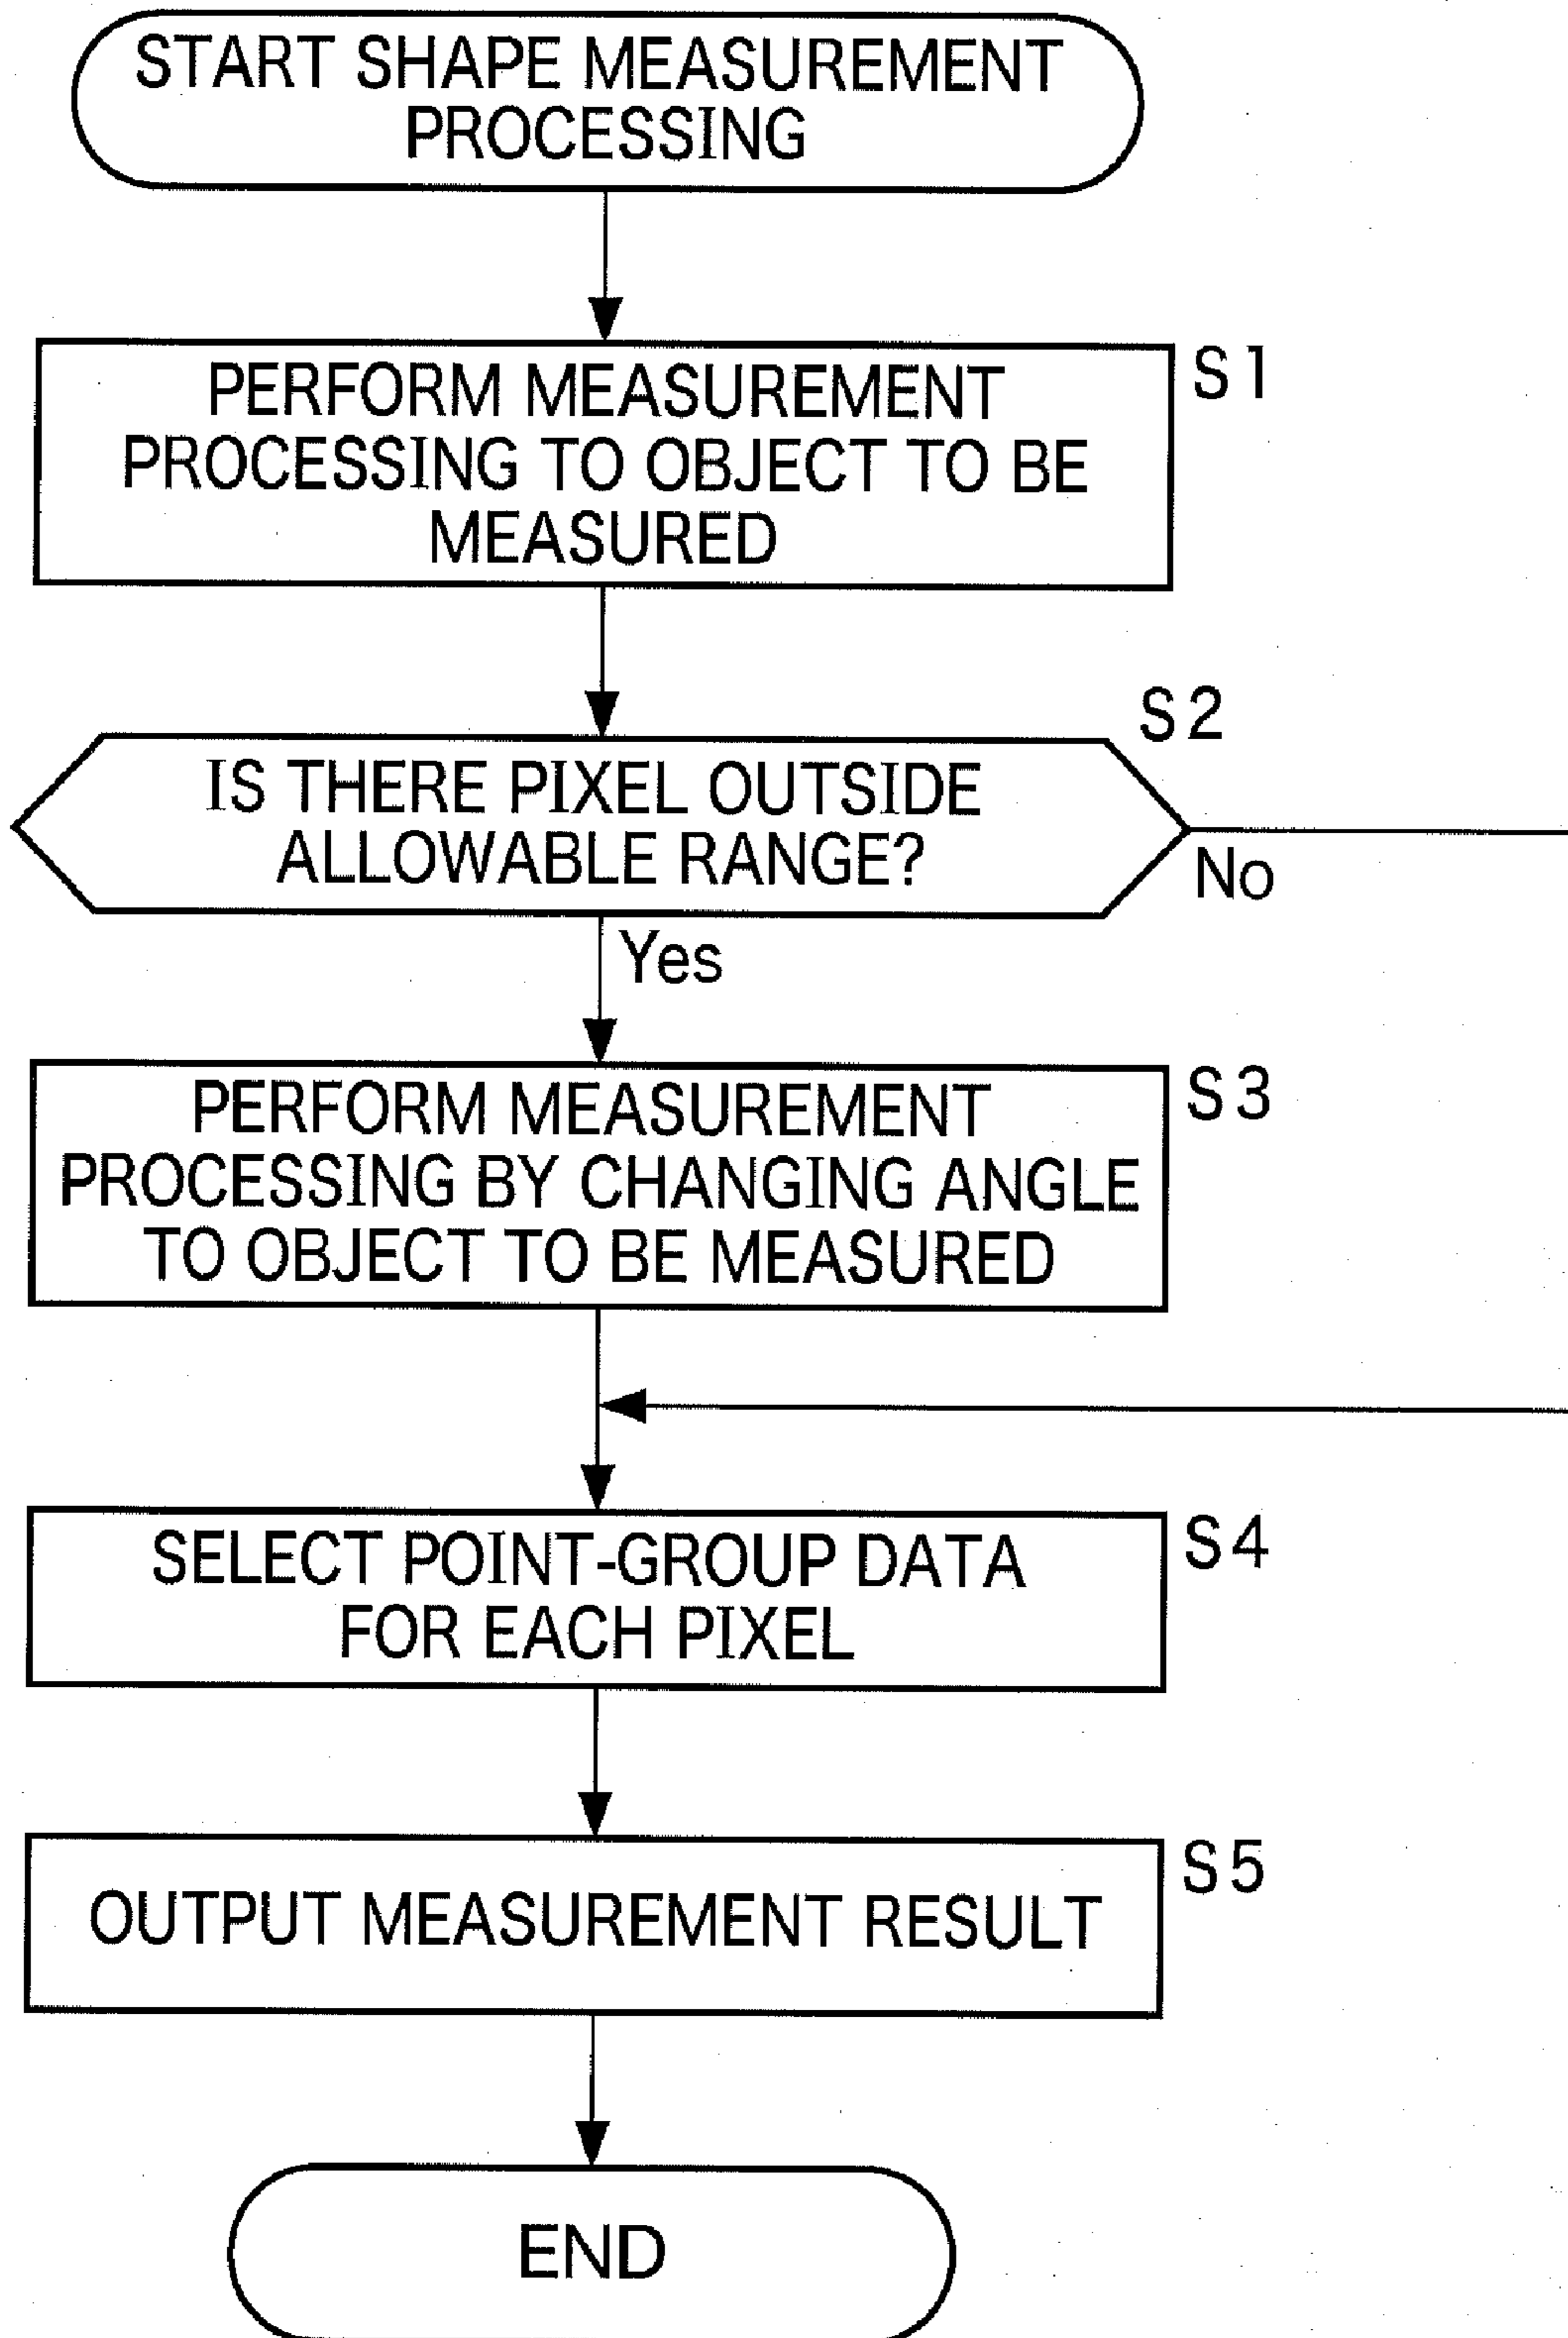 START SHAPE MEASUREMENT
PROCESSING
PERFORM MEASUREMENT
PROCESSING TO OBJECT TO BE
MEASURED
S1
IS THERE PIXEL OUTSIDE
ALLOWABLE RANGE?
S2
No
Yes
PERFORM MEASUREMENT
PROCESSING BY CHANGING ANGLE
TO OBJECT TO BE MEASURED
S3
SELECT POINT-GROUP DATA
FOR EACH PIXEL
S4
OUTPUT MEASUREMENT RESULT
S5
END